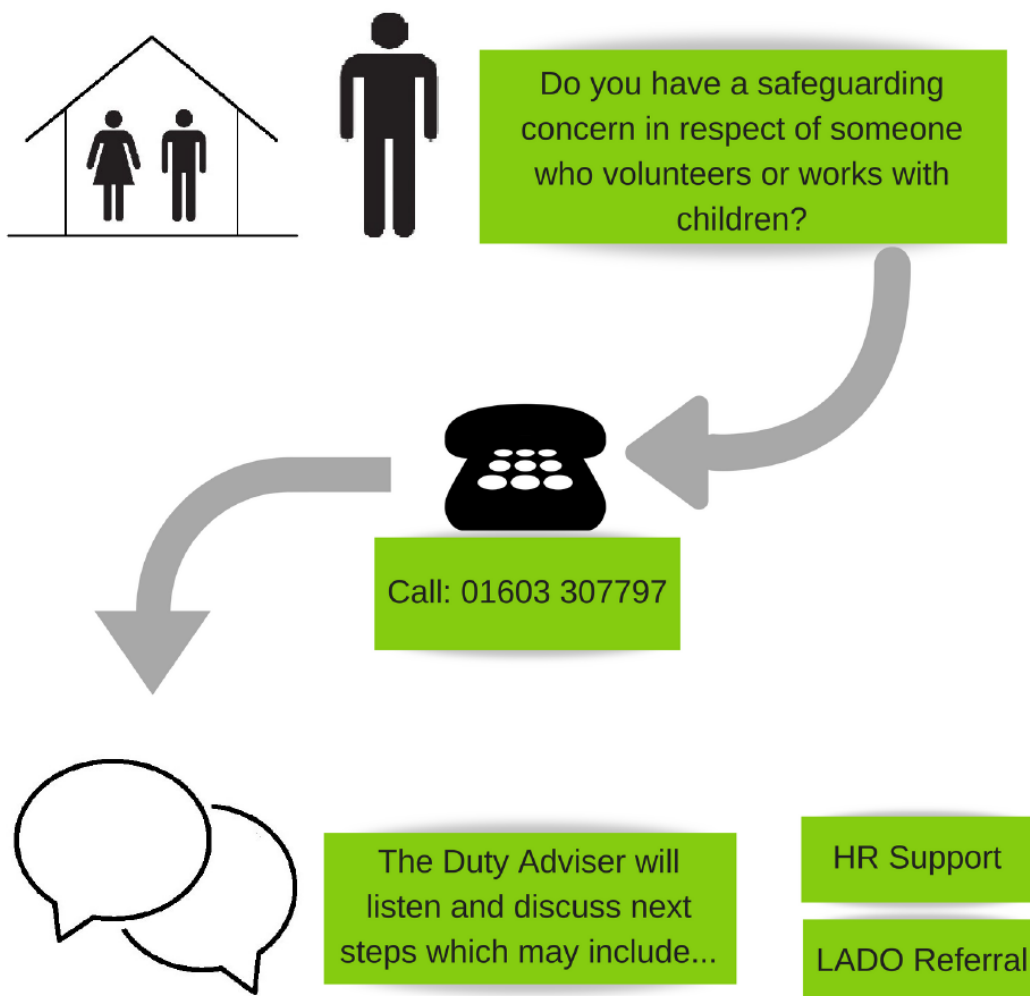 Do you have a safeguarding
concern in respect of someone
who volunteers or works with
children?
Call: 01603 307797
The Duty Adviser will
listen and discuss next
steps which may include...
HR Support
LADO Referral